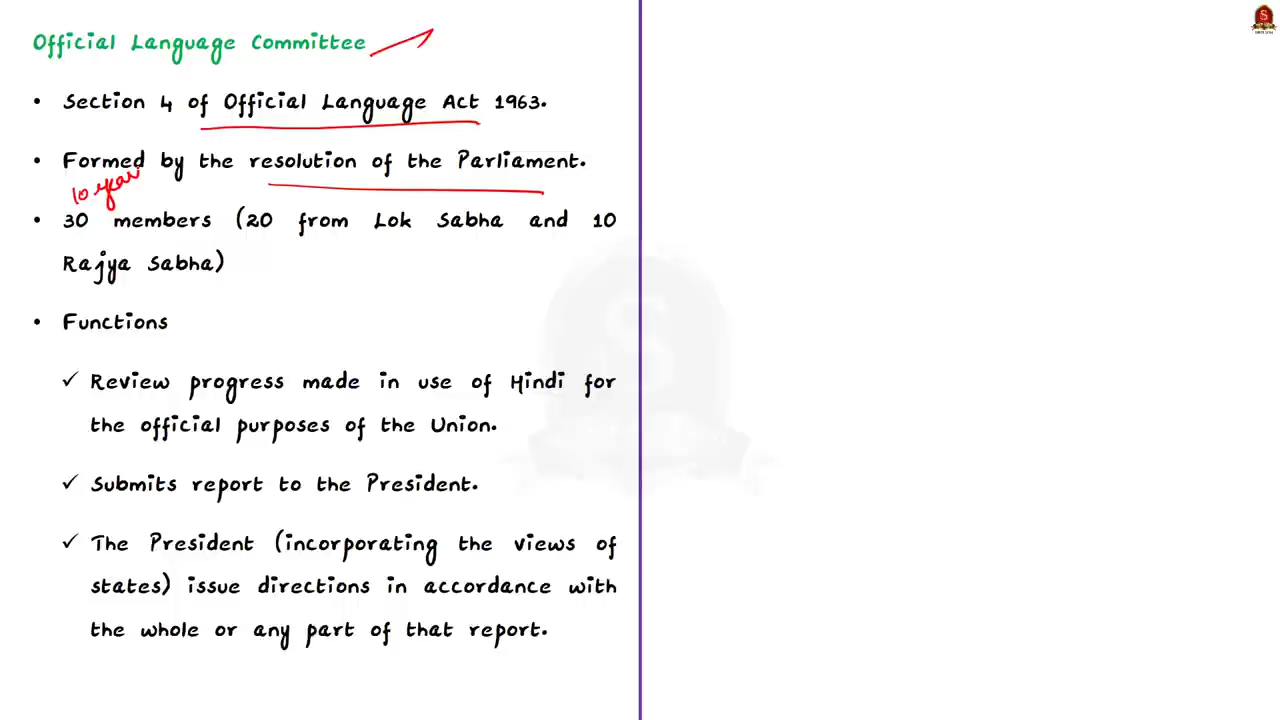 Official Language Committee
• Section 4 of Official Language Act 1963.
• Formed by the resolution of the Parliament.
10 year
• 30 members (20 from Lok Sabha and 10
Rajya Sabha)
• Functions
✓ Review progress made in use of Hindi for
the official purposes of the Union.
✓ Submits report to the President.
✓ The President (incorporating the views of
states) issue directions in accordance with
the whole or any part of that report.